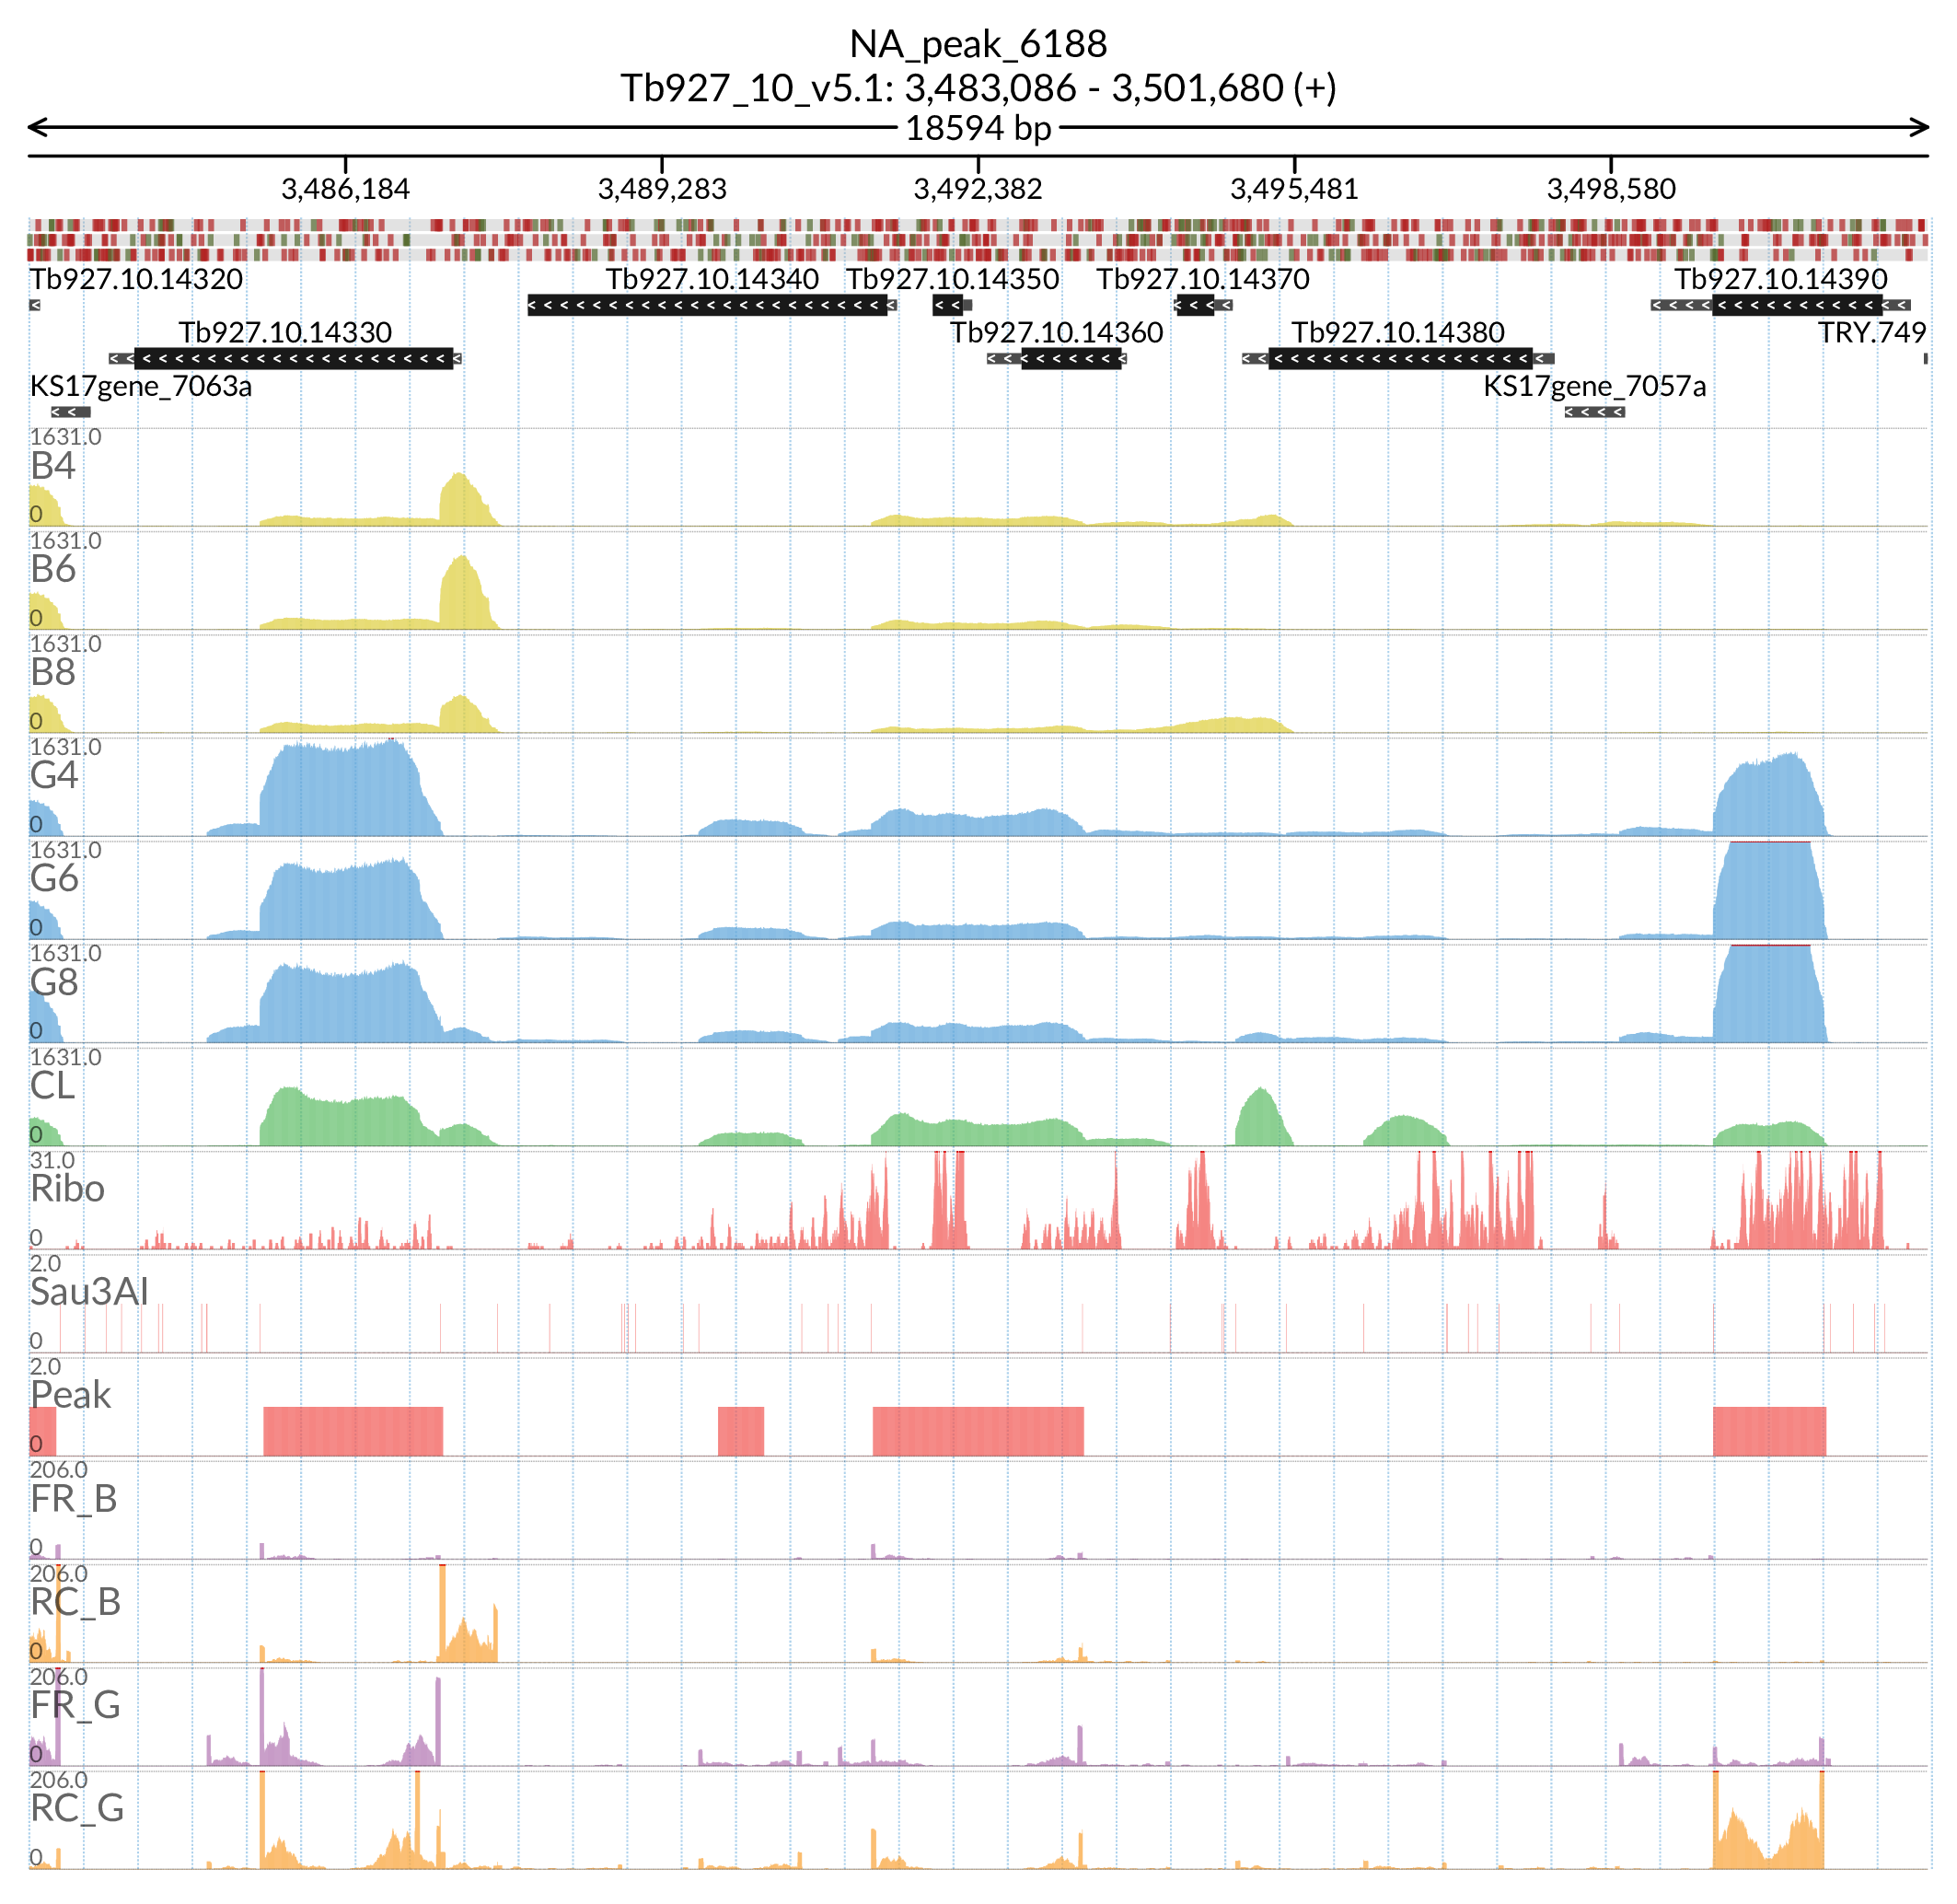 NA_peak_6188
Tb927_10_v5.1: 3,483,086 - 3,501,680 (+)
18594 bp
3,486,184 3,489,283 3,492,382 3,495,481 3,498,580
Tb927.10.14320 Tb927.10.14340 Tb927.10.14350 Tb927.10.14370 Tb927.10.14390
Tb927.10.14330 Tb927.10.14360 Tb927.10.14380 TRY.749
KS17gene_7063a KS17gene_7057a
1631.0
B4
0
1631.0
B6
0
1631.0
B8
0
1631.0
G4
0
1631.0
G6
0
1631.0
G8
0
1631.0
CL
0
31.0
Ribo
0
2.0
Sau3AI
0
2.0
Peak
0
206.0
FR_B
0
206.0
RC_B
0
206.0
FR_G
0
206.0
RC_G
0